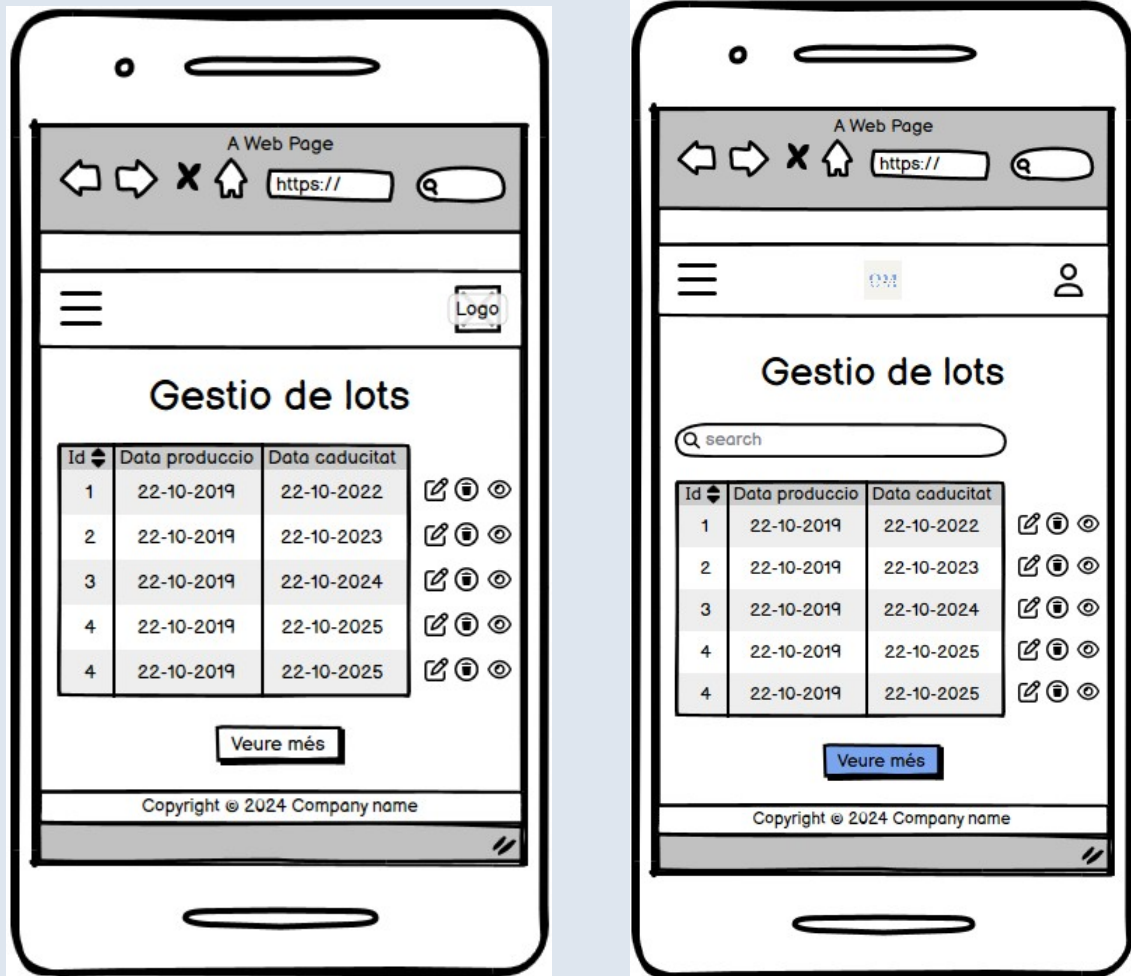 A Web Page
https://
Logo
Gestio de lots
Id Data produccio Data caducitat
1 22-10-2019 22-10-2022
2 22-10-2019 22-10-2023
3 22-10-2019 22-10-2024
4 22-10-2019 22-10-2025
4 22-10-2019 22-10-2025
Veure més
Copyright © 2024 Company name
A Web Page
https://
OM
Gestio de lots
search
Id Data produccio Data caducitat
1 22-10-2019 22-10-2022
2 22-10-2019 22-10-2023
3 22-10-2019 22-10-2024
4 22-10-2019 22-10-2025
4 22-10-2019 22-10-2025
Veure més
Copyright © 2024 Company name